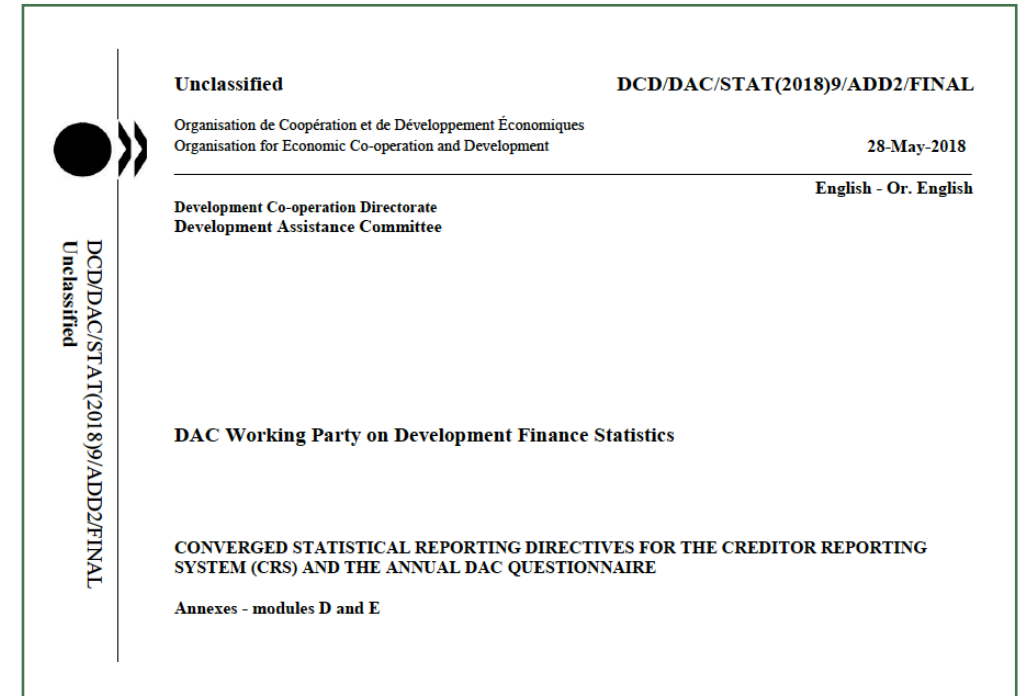 Unclassified DCD/DAC/STAT(2018)9/ADD2/FINAL
Organisation de Coopération et de Développement Économiques
Organisation for Economic Co-operation and Development 28-May-2018
English - Or. English
Development Co-operation Directorate
Development Assistance Committee
DAC Working Party on Development Finance Statistics
CONVERGED STATISTICAL REPORTING DIRECTIVES FOR THE CREDITOR REPORTING
SYSTEM (CRS) AND THE ANNUAL DAC QUESTIONNAIRE
Annexes - modules D and E
DCD/DAC/STAT(2018)9/ADD2/FINAL
Unclassified